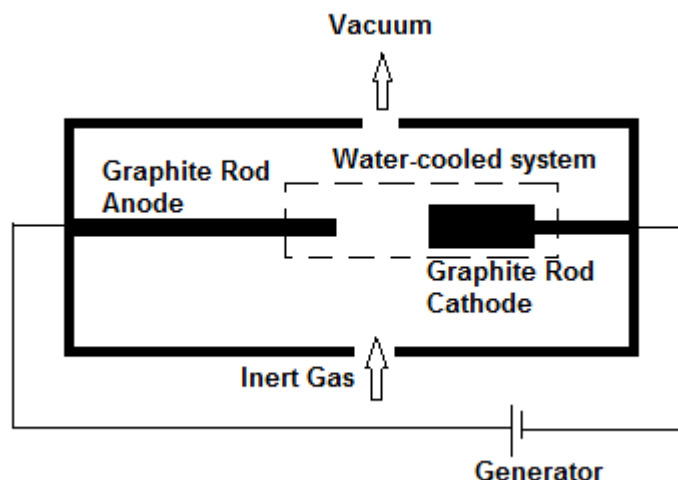 Vacuum
Water-cooled system
Graphite Rod
Anode
Graphite Rod
Cathode
Inert Gas
Generator